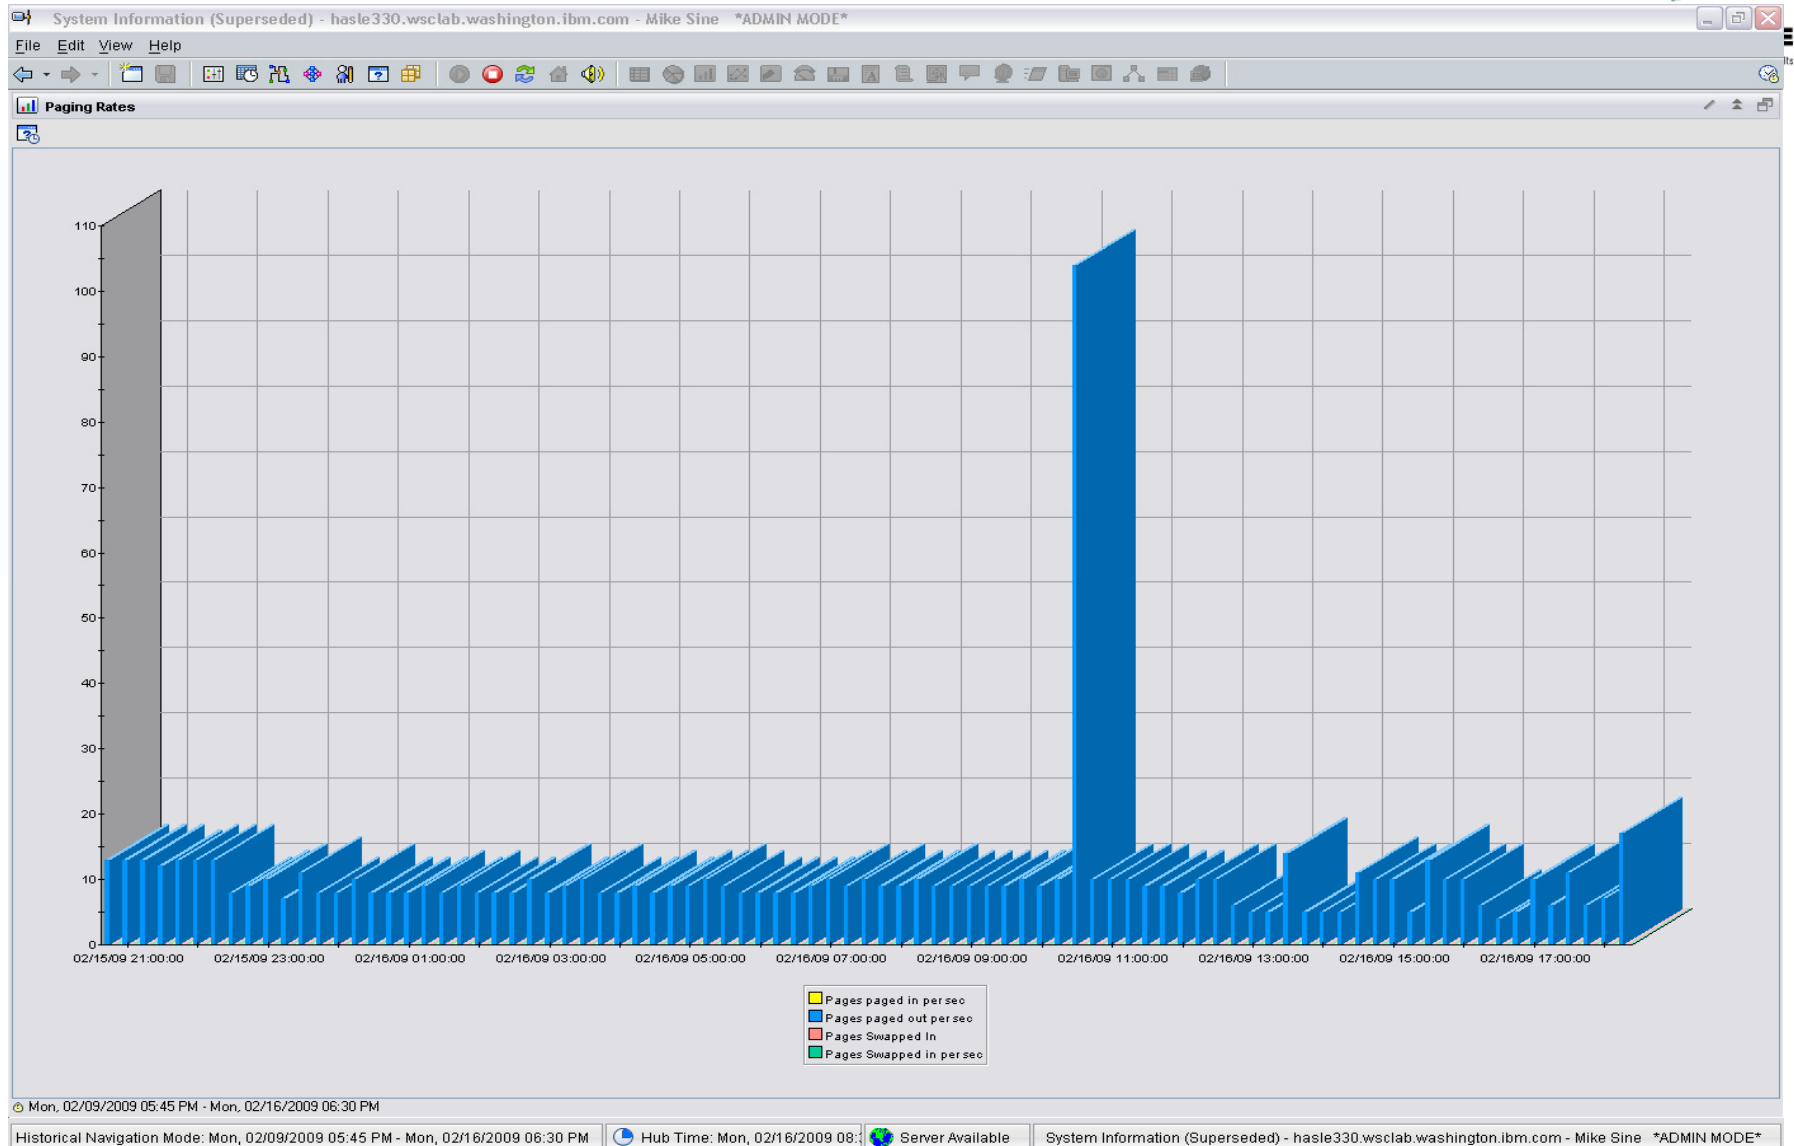 System Information (Superseded) - hasle330.wsclab.washington.ibm.com - Mike Sine *ADMIN MODE*
File Edit View Help
lts
Paging Rates
110
100
90
80
70
60
50
40
30
20
10
0
02/15/09 21:00:00 02/15/09 23:00:00 02/16/09 01:00:00 02/16/09 03:00:00 02/16/09 05:00:00 02/16/09 07:00:00 02/16/09 09:00:00 02/16/09 11:00:00 02/16/09 13:00:00 02/16/09 15:00:00 02/16/09 17:00:00
Pages paged in per sec
Pages paged out per sec
Pages Swapped In
Pages Swapped in per sec
Mon, 02/09/2009 05:45 PM - Mon, 02/16/2009 06:30 PM
Historical Navigation Mode: Mon, 02/09/2009 05:45 PM - Mon, 02/16/2009 06:30 PM Hub Time: Mon, 02/16/2009 08: Server Available System Information (Superseded) - hasle330.wsclab.washington.ibm.com - Mike Sine *ADMIN MODE*